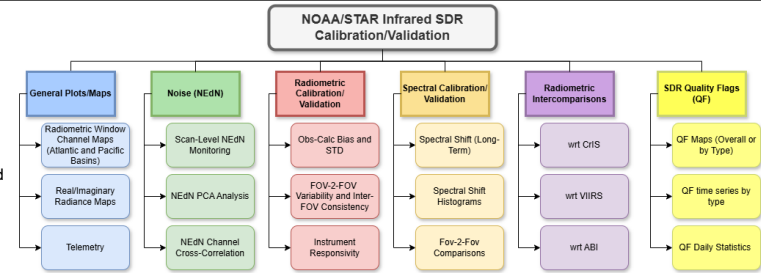 NOAA/STAR Infrared SDR
Calibration/Validation
General Plots/Maps
Noise (NEdN)
Radiometric
Calibration/
Validation
Spectral Calibration/
Validation
Radiometric
Intercomparisons
SDR Quality Flags
(QF)
Radiometric Window
Channel Maps
(Atlantic and Pacific
Basins)
Scan-Level NEdN
Monitoring
Obs-Calc Bias and
STD
Spectral Shift (Long-
Term)
wrt CrIS
QF Maps (Overall or
by Type)
d
Real/Imaginary
Radiance Maps
NEdN PCA Analysis
FOV-2-FOV
Variability and Inter-
FOV Consistency
Spectral Shift
Histograms
wrt VIIRS
QF time series by
type
Telemetry
NEdN Channel
Cross-Correlation
Instrument
Responsivity
Fov-2-Fov
Comparisons
wrt ABI
QF Daily Statistics